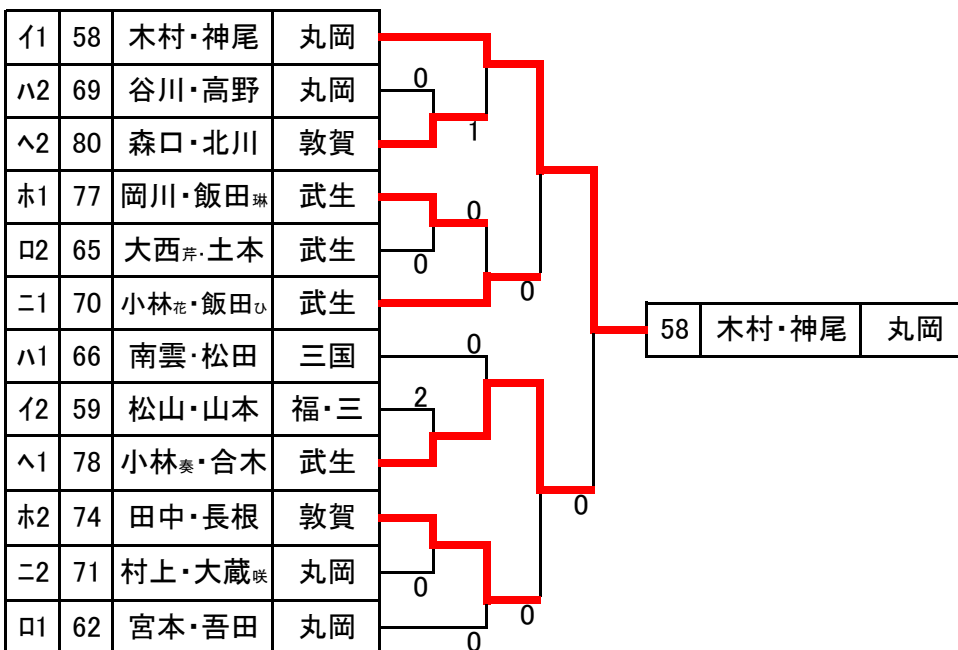 ｲ1 58 木村・神尾 丸岡
ﾊ2 69 谷川・高野 丸岡
ﾍ2 80 森口・北川 敦賀
ﾎ1 77 岡川・飯田琳 武生
ﾛ2 65 大西芹・土本 武生
ﾆ1 70 小林花・飯田ひ 武生
ﾊ1 66 南雲・松田 三国
ｲ2 59 松山・山本 福・三
ﾍ1 78 小林奏・合木 武生
ﾎ2 74 田中・長根 敦賀
ﾆ2 71 村上・大蔵咲 丸岡
ﾛ1 62 宮本・吾田 丸岡
0
1
0
0
0
0
2
0
0
0
0
58 木村・神尾 丸岡